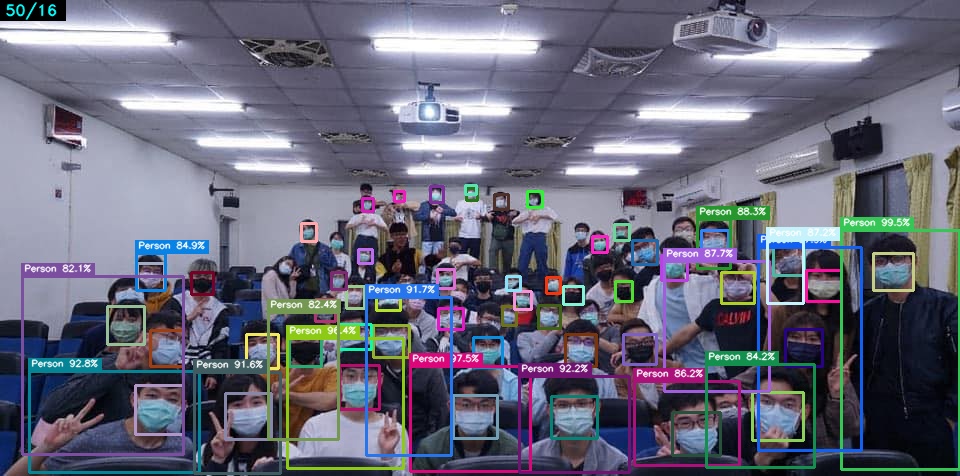 50/16
Person 88.3%
Person 99.5%
87.2%
Person 84.9%
Person 87.7%
Person 82.1%
Person 91.7%
Person 82.4%
Person 96.4%
Person 97.5%
Person 84.2%
Person 92.8%
Person 91.6%
Person 92.2%
Person 86.2%
CALVIN